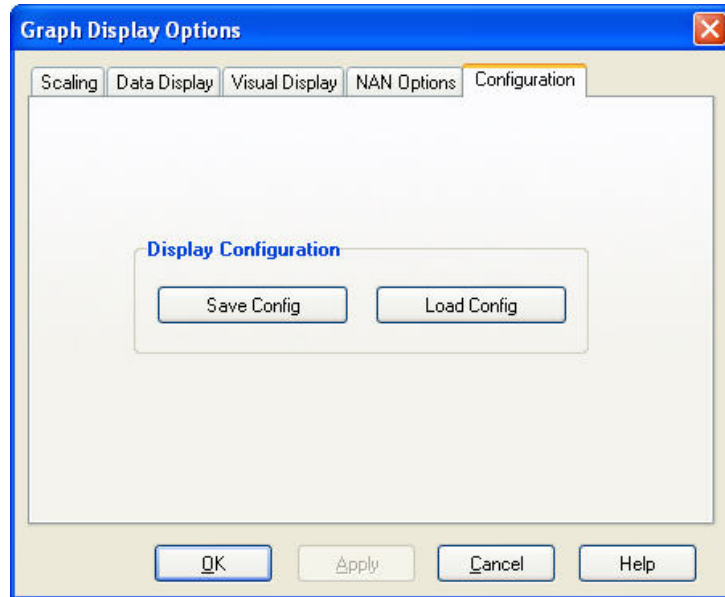 Graph Display Options
Scaling Data Display Visual Display NAN Options Configuration
Display Configuration
Save Config Load Config
OK Apply Cancel Help